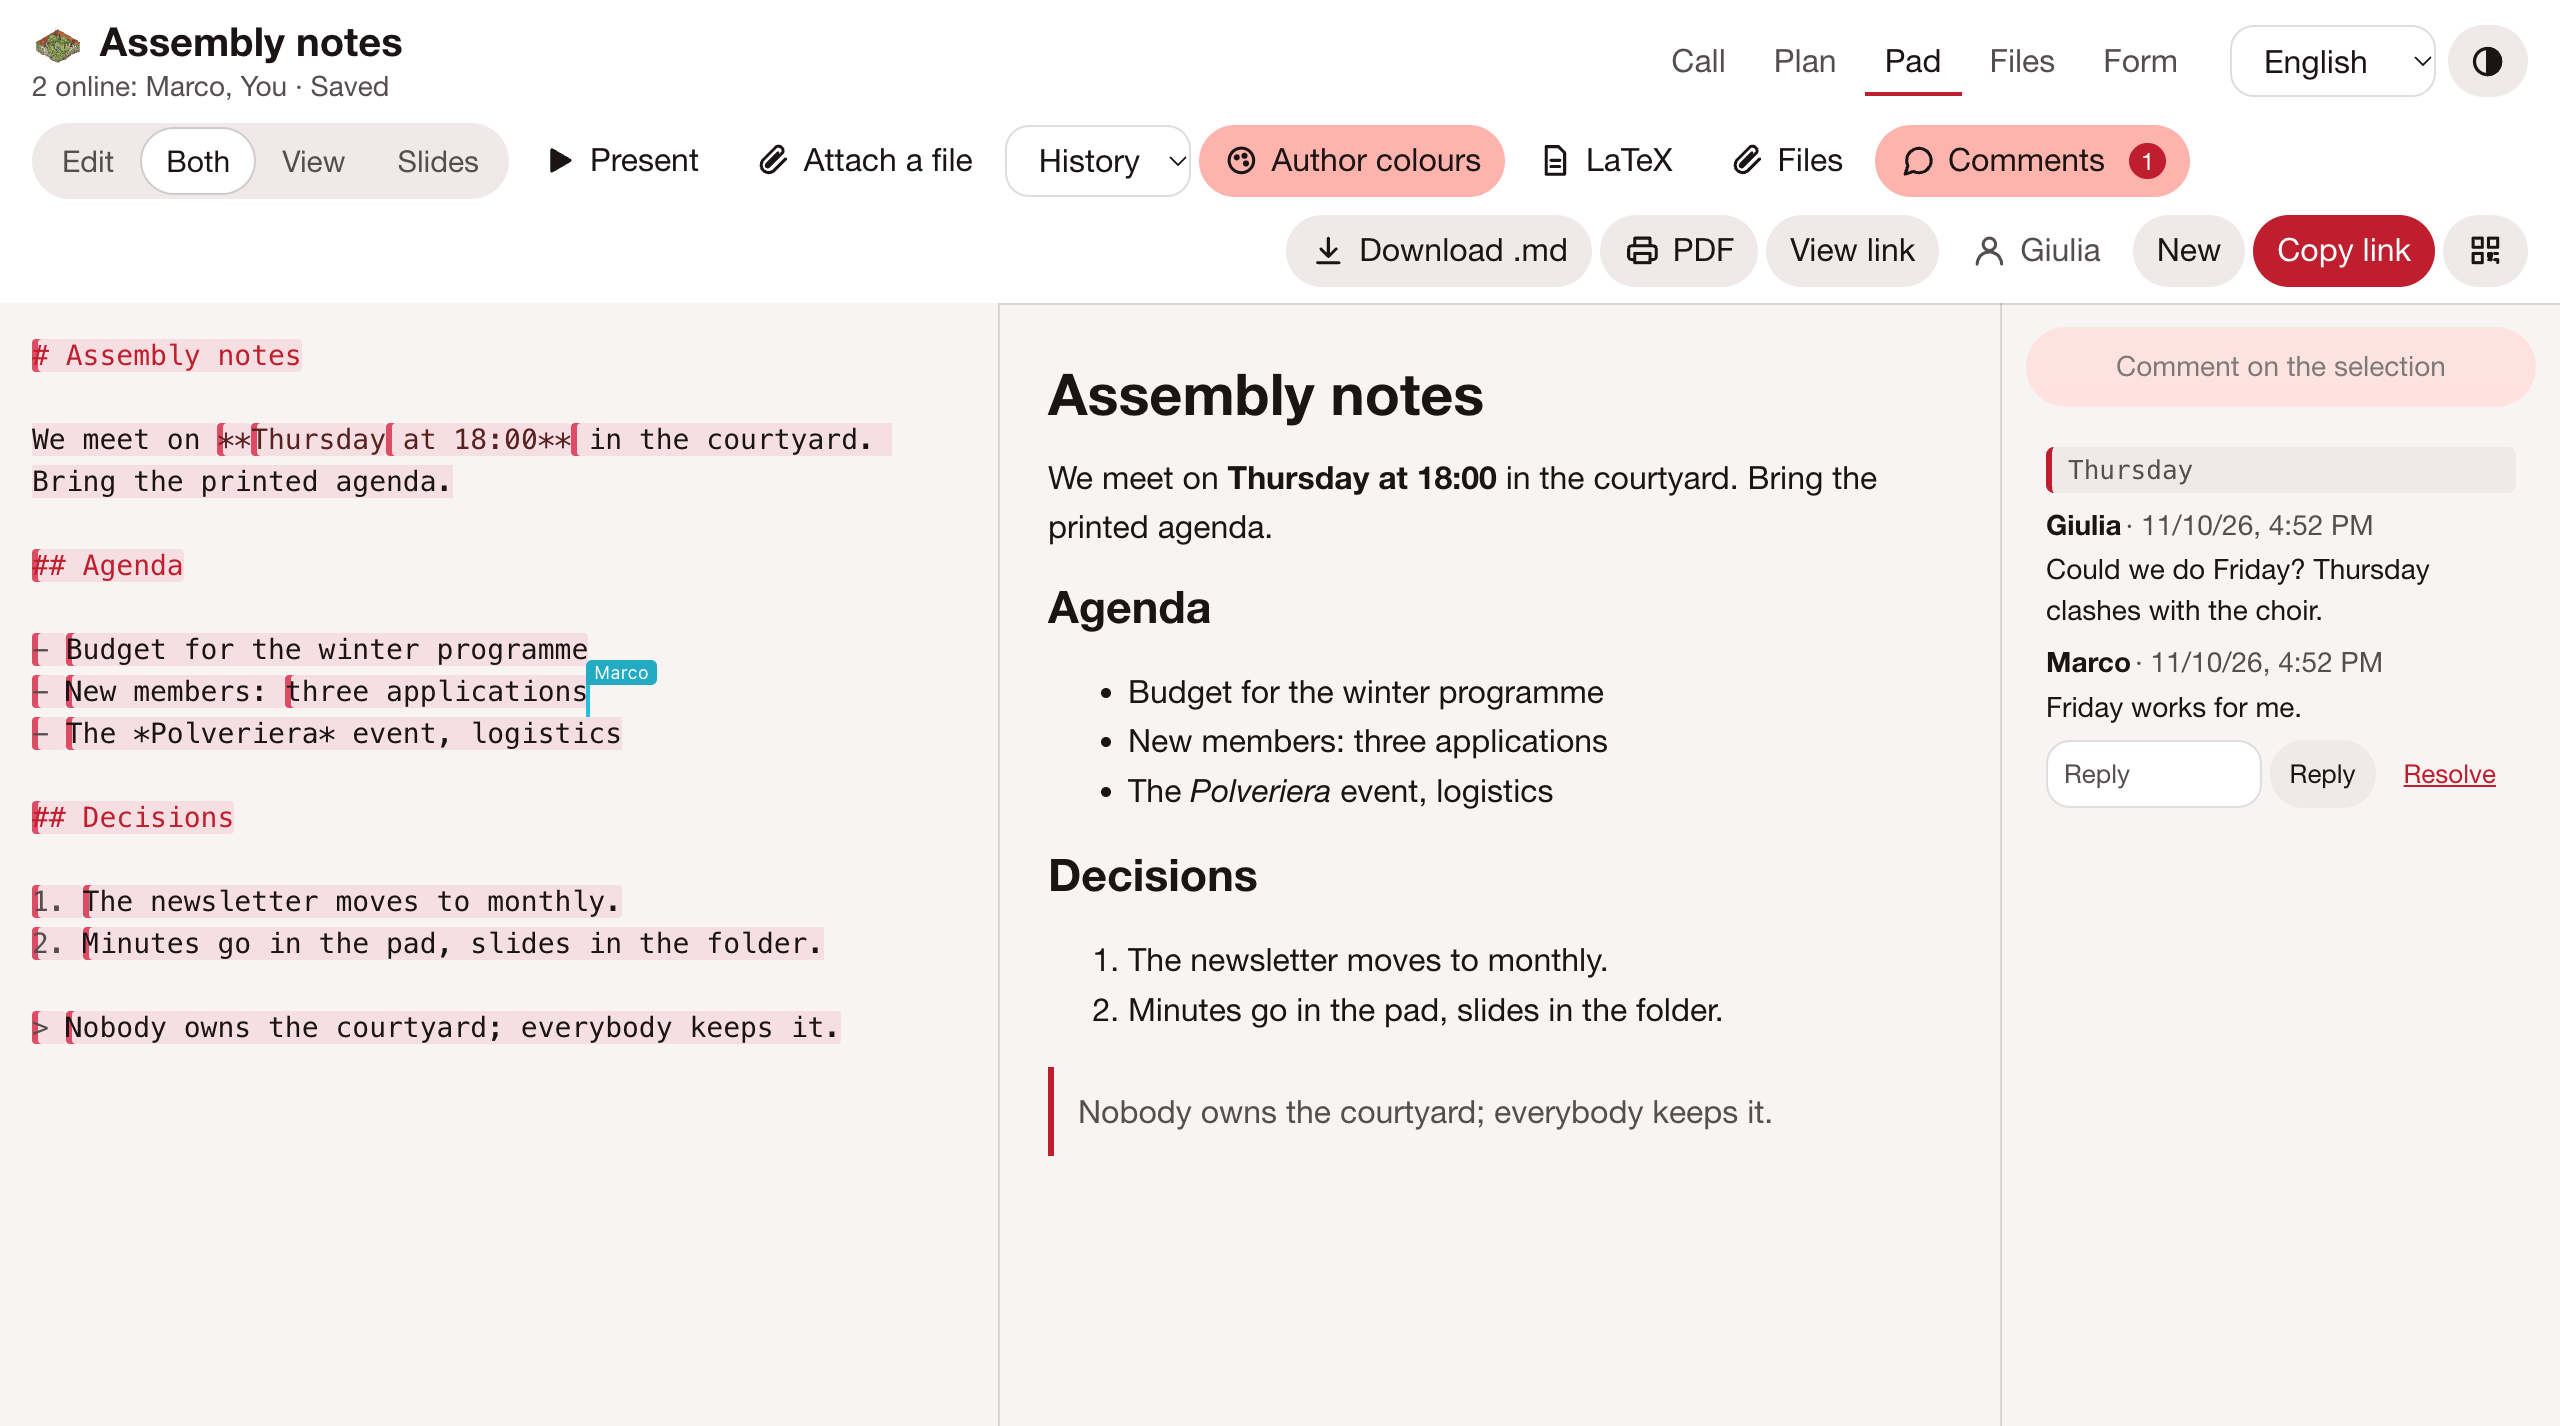 Assembly notes
2 online: Marco, You · Saved
Call Plan Pad Files Form English
Edit Both View Slides Present Attach a file History Author colours LaTeX Files Comments 1
Download .md PDF View link Giulia New Copy link
# Assembly notes
We meet on **Thursday at 18:00** in the courtyard.
Bring the printed agenda.
## Agenda
- Budget for the winter programme
- New members: three applications
Marco
- The *Polveriera* event, logistics
## Decisions
1. The newsletter moves to monthly.
2. Minutes go in the pad, slides in the folder.
> Nobody owns the courtyard; everybody keeps it.
Assembly notes
We meet on Thursday at 18:00 in the courtyard. Bring the
printed agenda.
Agenda
• Budget for the winter programme
• New members: three applications
• The Polveriera event, logistics
Decisions
1. The newsletter moves to monthly.
2. Minutes go in the pad, slides in the folder.
Nobody owns the courtyard; everybody keeps it.
Comment on the selection
Thursday
Giulia · 11/10/26, 4:52 PM
Could we do Friday? Thursday
clashes with the choir.
Marco · 11/10/26, 4:52 PM
Friday works for me.
Reply Reply Resolve